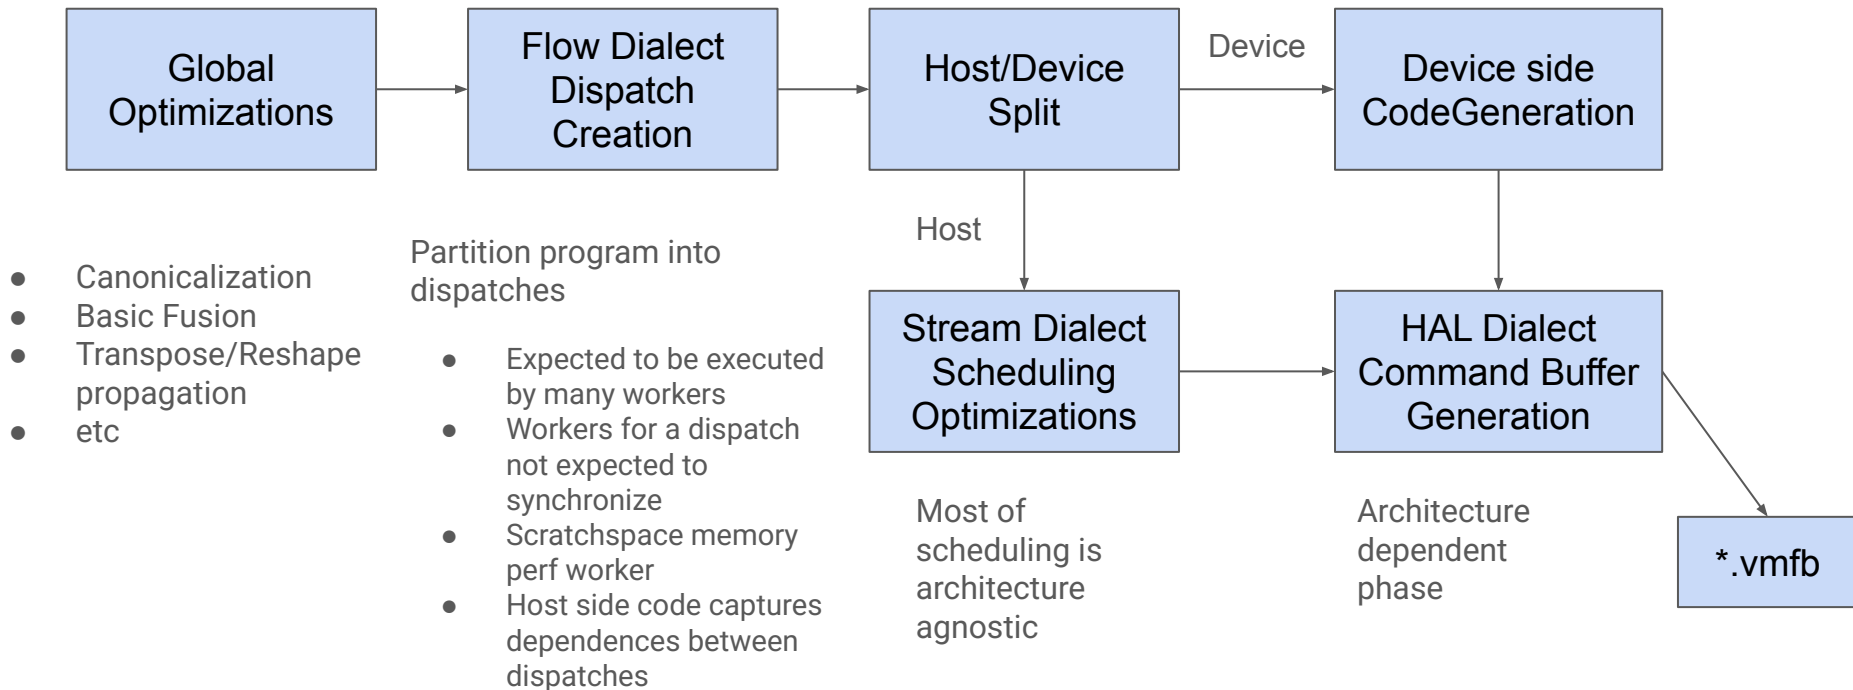 Global
Optimizations
Flow Dialect
Dispatch
Creation
Host/Device
Split
Device
Device side
CodeGeneration
Host
● Canonicalization
● Basic Fusion
● Transpose/Reshape
propagation
● etc
Partition program into
dispatches
● Expected to be executed
by many workers
● Workers for a dispatch
not expected to
synchronize
● Scratchspace memory
perf worker
● Host side code captures
dependences between
dispatches
Stream Dialect
Scheduling
Optimizations
HAL Dialect
Command Buffer
Generation
Most of
scheduling is
architecture
agnostic
Architecture
dependent
phase
*.vmfb